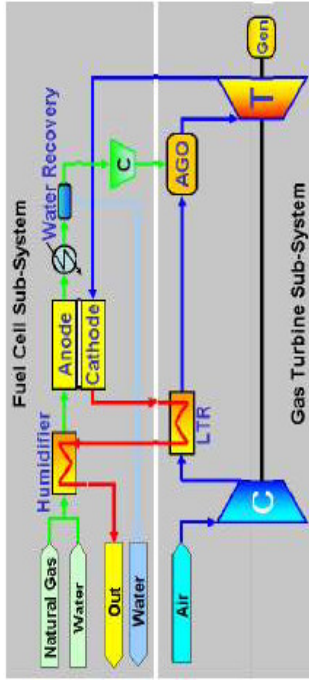 Fuel Cell Sub-System
Natural Gas
Water
Humidifier
Anode
Cathode
Water Recovery
C
Out
Water
Air
LTR
AGO
C
T
Gen
Gas Turbine Sub-System